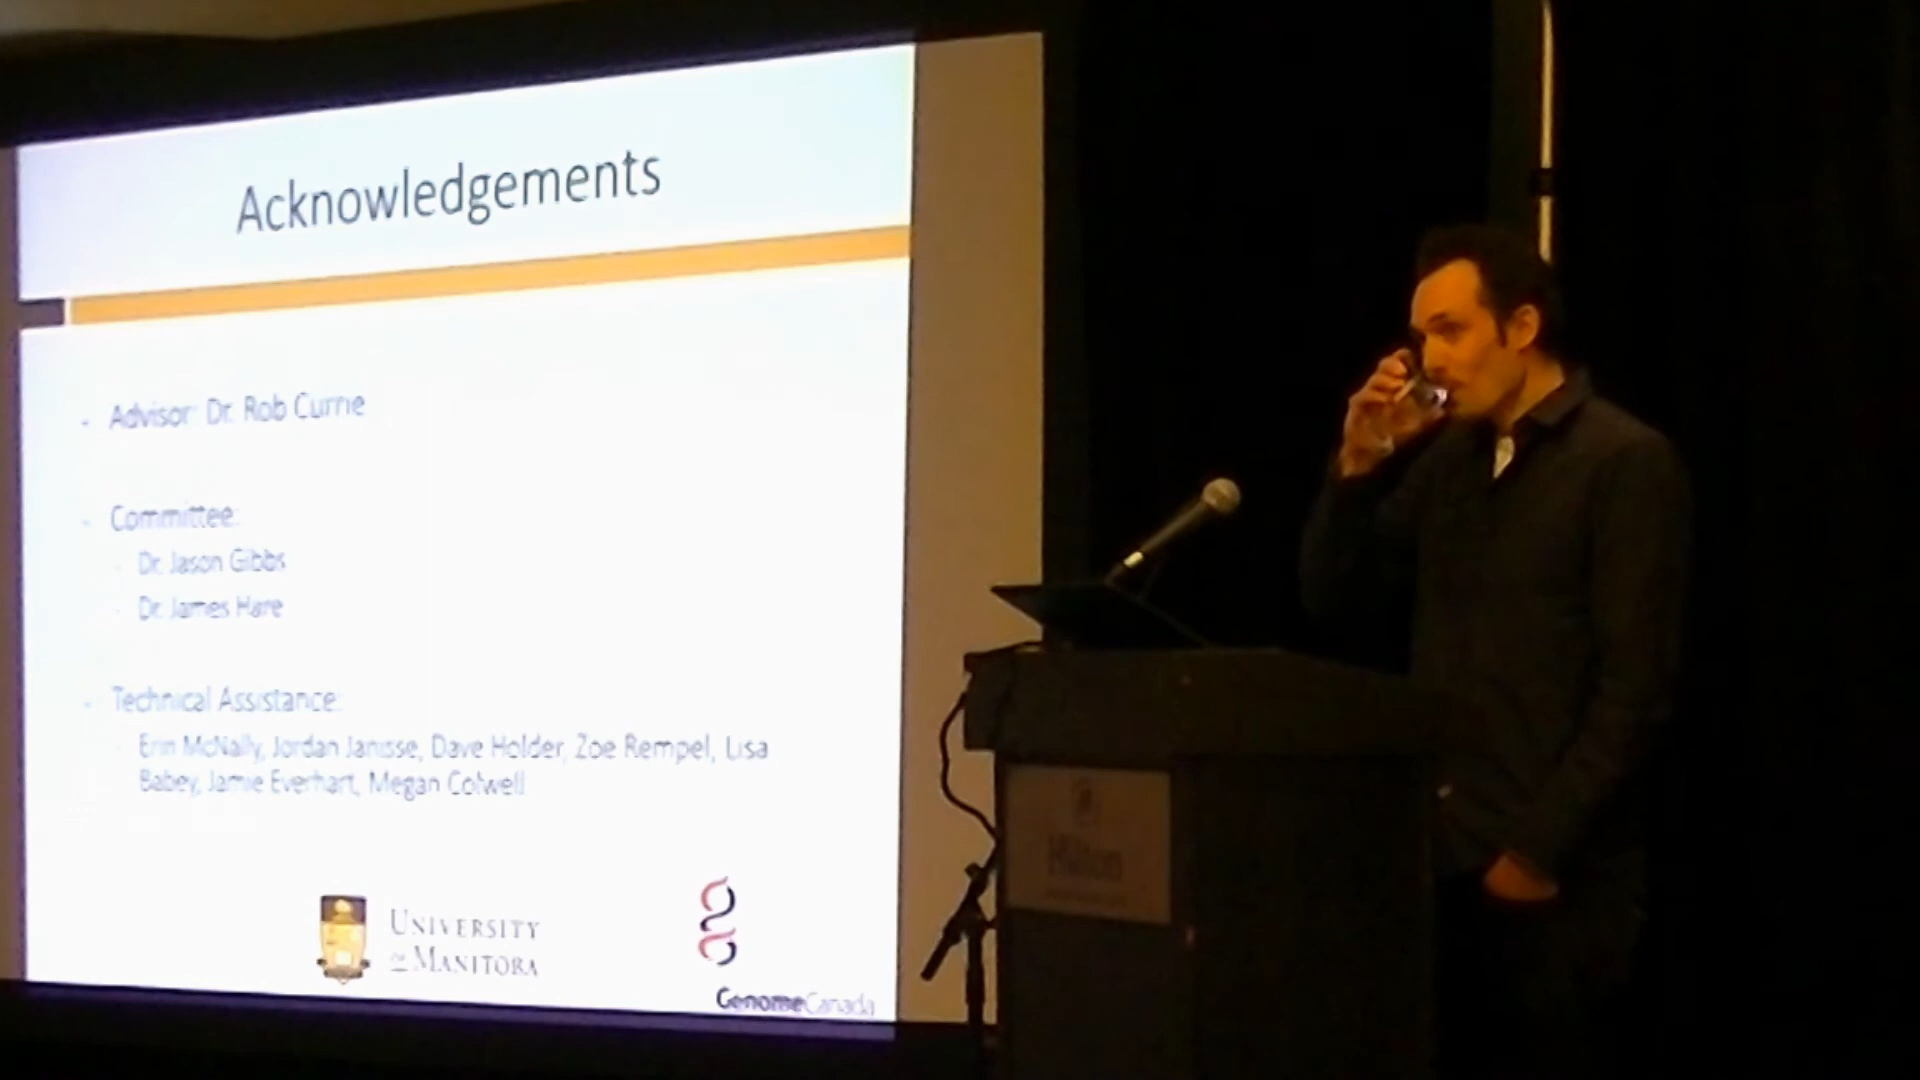 Acknowledgements
- Advisor: Dr. Rob Currie
- Committee:
- Dr. Jason Gibbs
- Dr. James Hare
- Technical Assistance:
- Erin McNally, Jordan Janisse, Dave Holder, Zoe Rempel, Lisa
Babey, Jamie Everhart, Megan Colwell
UNIVERSITY
OF MANITOBA
GenomeCanada
Hilton